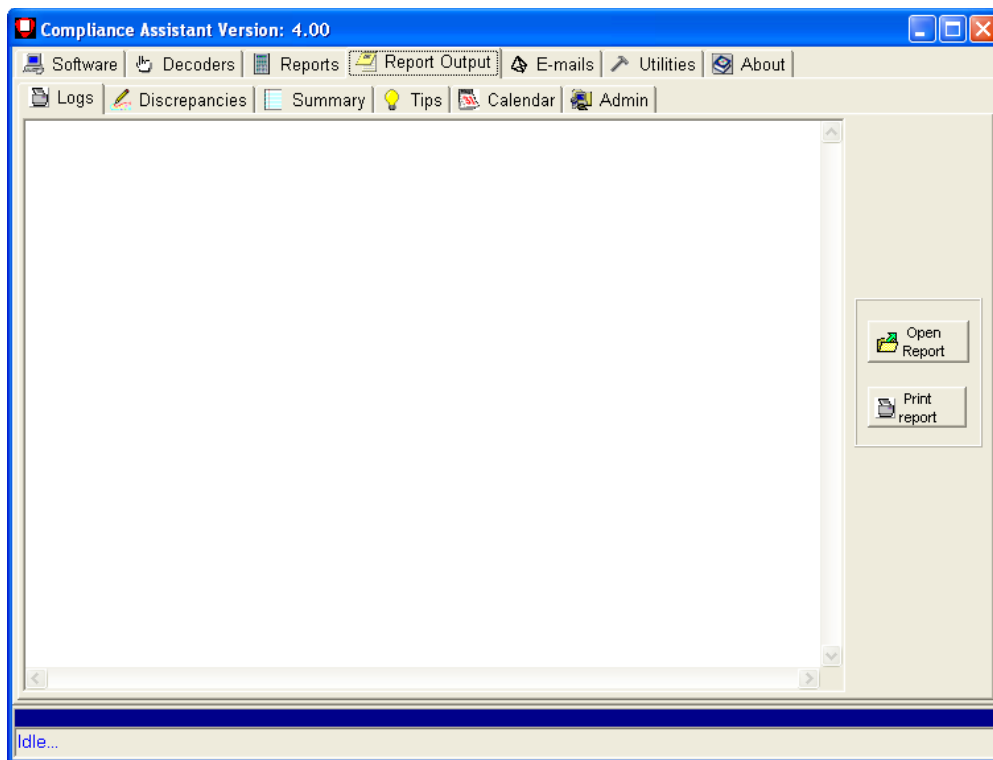 Compliance Assistant Version: 4.00
Software Decoders Reports Report Output E-mails Utilities About
Logs Discrepancies Summary Tips Calendar Admin
Open
Report
Print
report
Idle...